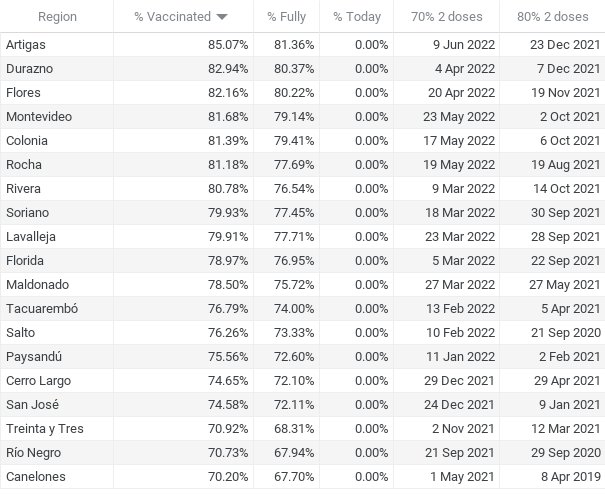 Region % Vaccinated % Fully % Today 70% 2 doses 80% 2 doses
Artigas 85.07% 81.36% 0.00% 9 Jun 2022 23 Dec 2021
Durazno 82.94% 80.37% 0.00% 4 Apr 2022 7 Dec 2021
Flores 82.16% 80.22% 0.00% 20 Apr 2022 19 Nov 2021
Montevideo 81.68% 79.14% 0.00% 23 May 2022 2 Oct 2021
Colonia 81.39% 79.41% 0.00% 17 May 2022 6 Oct 2021
Rocha 81.18% 77.69% 0.00% 19 May 2022 19 Aug 2021
Rivera 80.78% 76.54% 0.00% 9 Mar 2022 14 Oct 2021
Soriano 79.93% 77.45% 0.00% 18 Mar 2022 30 Sep 2021
Lavalleja 79.91% 77.71% 0.00% 23 Mar 2022 28 Sep 2021
Florida 78.97% 76.95% 0.00% 5 Mar 2022 22 Sep 2021
Maldonado 78.50% 75.72% 0.00% 27 Mar 2022 27 May 2021
Tacuarembó 76.79% 74.00% 0.00% 13 Feb 2022 5 Apr 2021
Salto 76.26% 73.33% 0.00% 10 Feb 2022 21 Sep 2020
Paysandú 75.56% 72.60% 0.00% 11 Jan 2022 2 Feb 2021
Cerro Largo 74.65% 72.10% 0.00% 29 Dec 2021 29 Apr 2021
San José 74.58% 72.11% 0.00% 24 Dec 2021 9 Jan 2021
Treinta y Tres 70.92% 68.31% 0.00% 2 Nov 2021 12 Mar 2021
Río Negro 70.73% 67.94% 0.00% 21 Sep 2021 29 Sep 2020
Canelones 70.20% 67.70% 0.00% 1 May 2021 8 Apr 2019